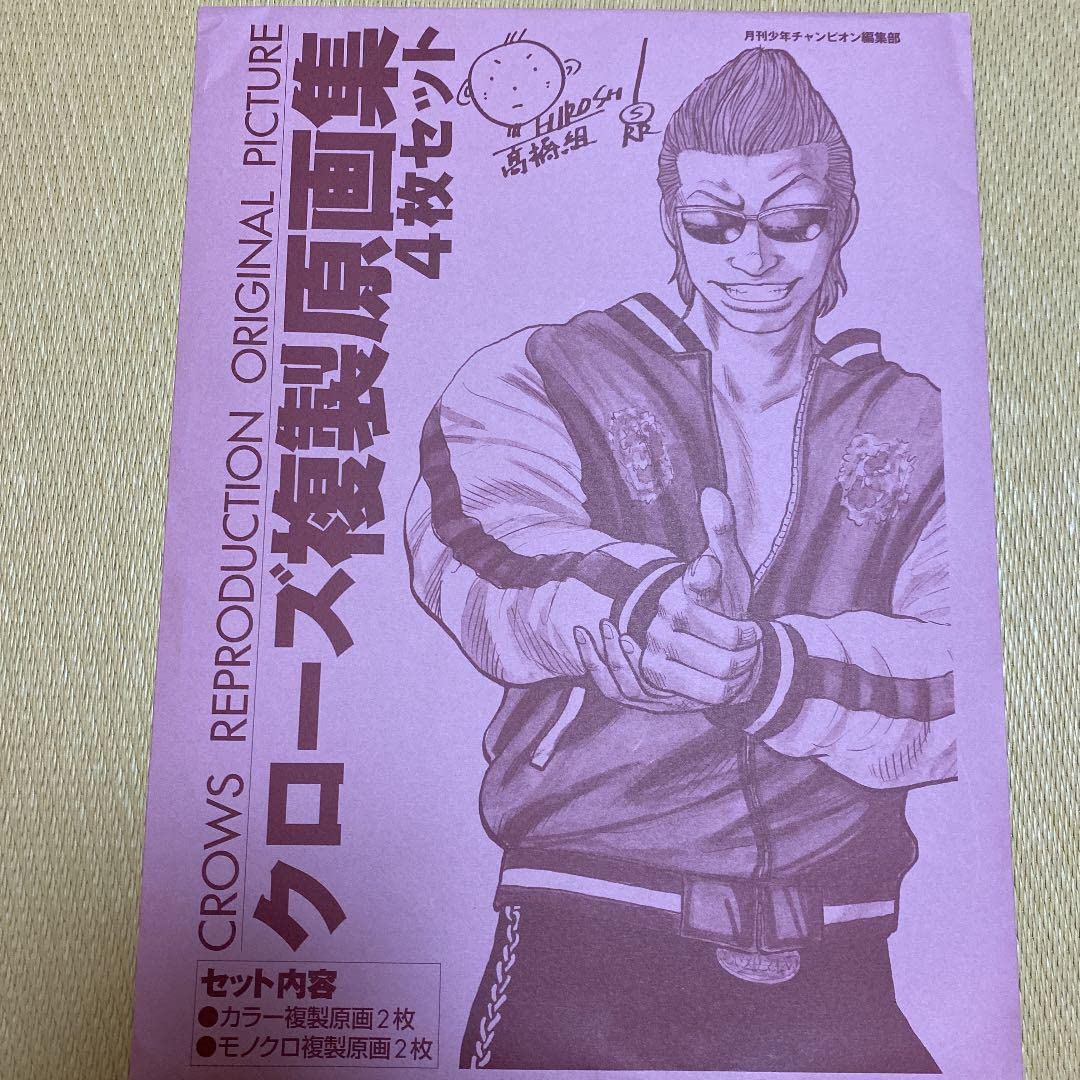 CROWS REPRODUCTION ORIGINAL PICTURE
クローズ複製原画集
4枚セット
月刊少年チャンピオン編集部
HIROSHI
髙橋組
セット内容
●カラー複製原画2枚
●モノクロ複製原画2枚